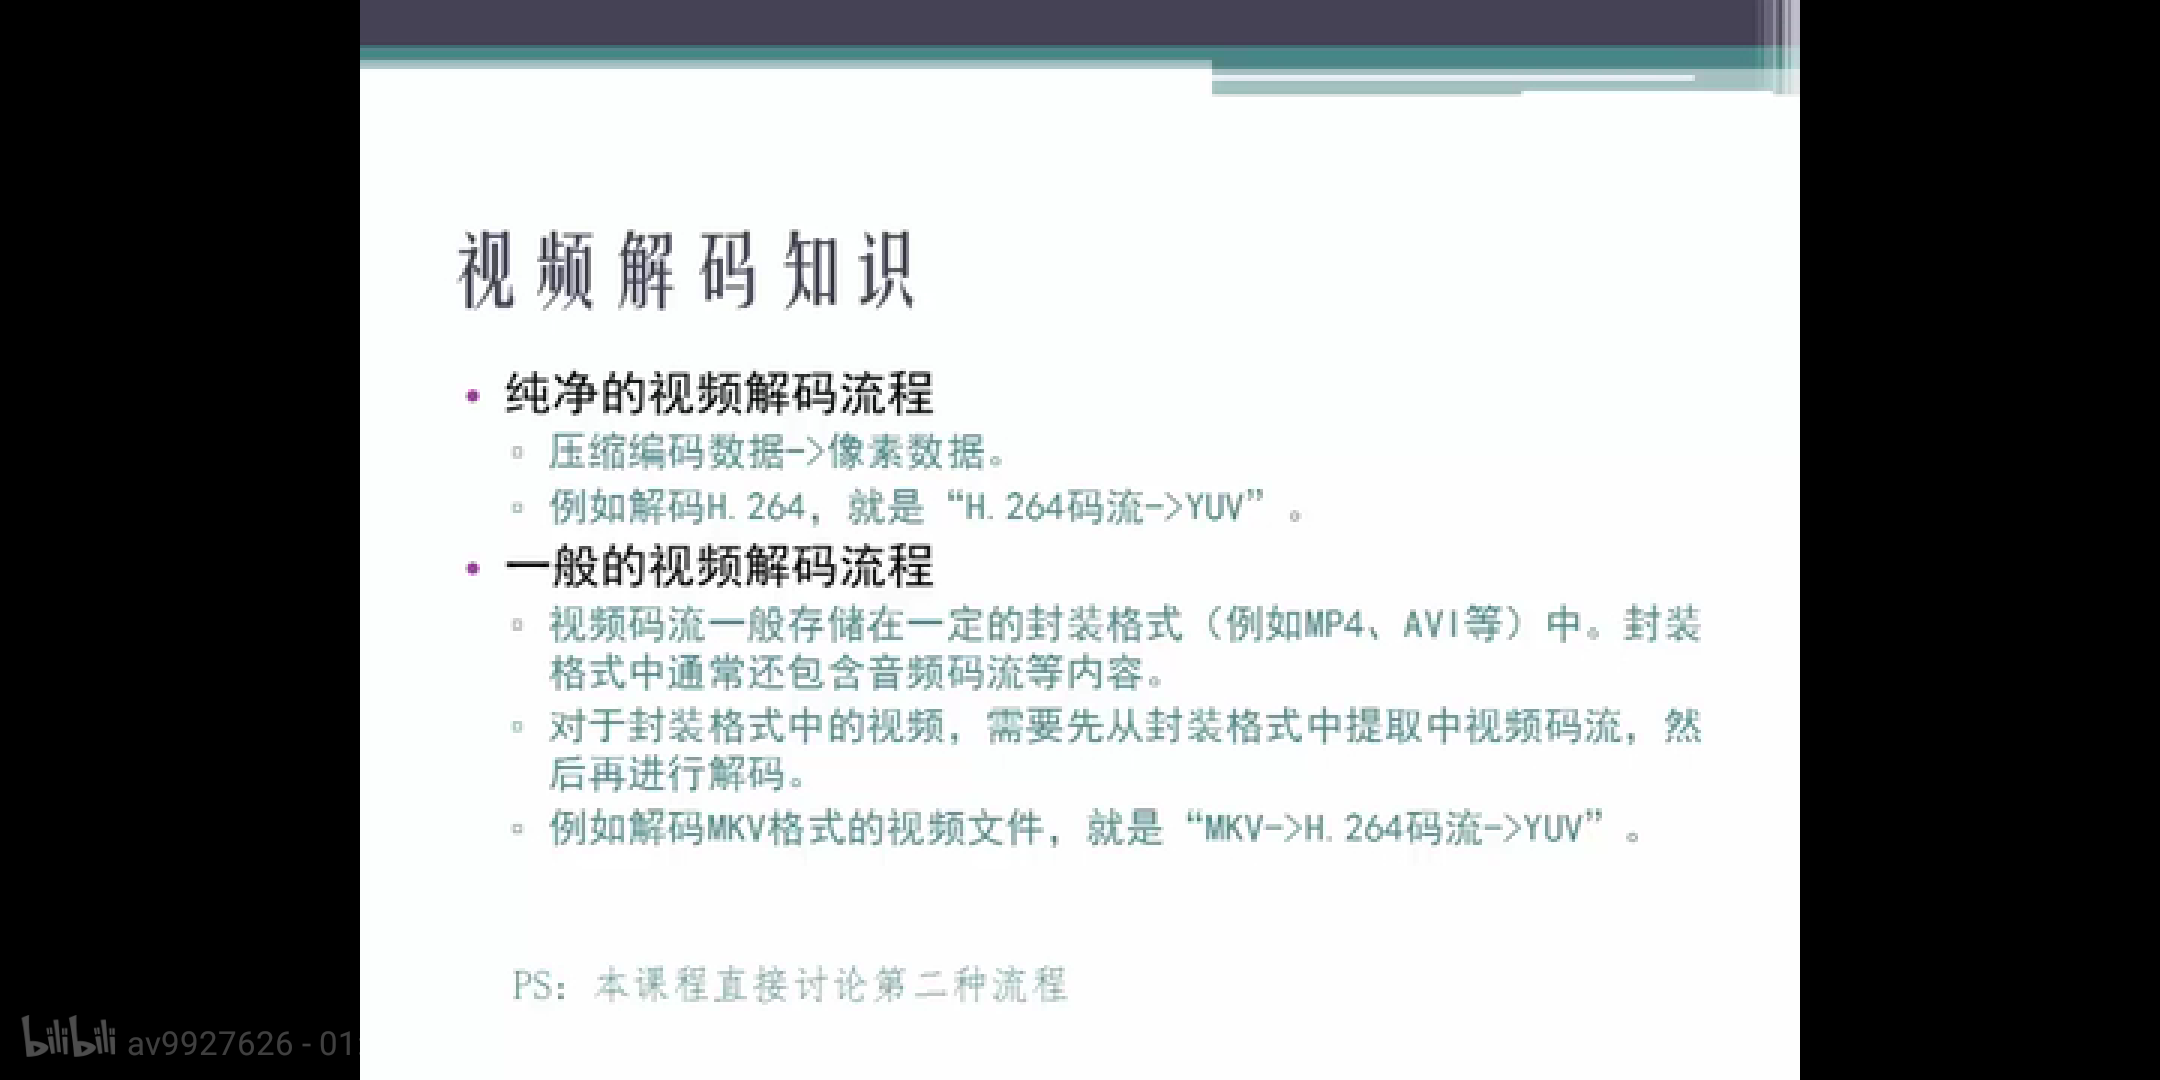 视频解码知识
• 纯净的视频解码流程
▫ 压缩编码数据->像素数据。
▫ 例如解码H.264，就是“H.264码流->YUV”。
• 一般的视频解码流程
▫ 视频码流一般存储在一定的封装格式（例如MP4、AVI等）中。封装
格式中通常还包含音频码流等内容。
▫ 对于封装格式中的视频，需要先从封装格式中提取中视频码流，然
后再进行解码。
▫ 例如解码MKV格式的视频文件，就是“MKV->H.264码流->YUV”。
PS：本课程直接讨论第二种流程
bilibili av9927626 - 01: